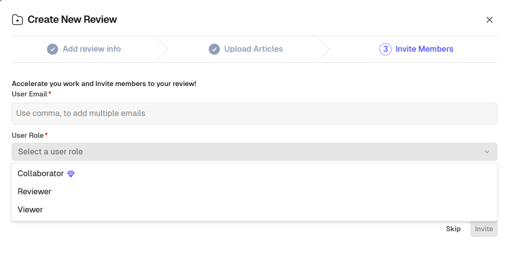 Create New Review
Add review info
Upload Articles
3 Invite Members
Accelerate you work and Invite members to your review!
User Email*
Use comma, to add multiple emails
User Role*
Select a user role
Collaborator
Reviewer
Viewer
Skip Invite